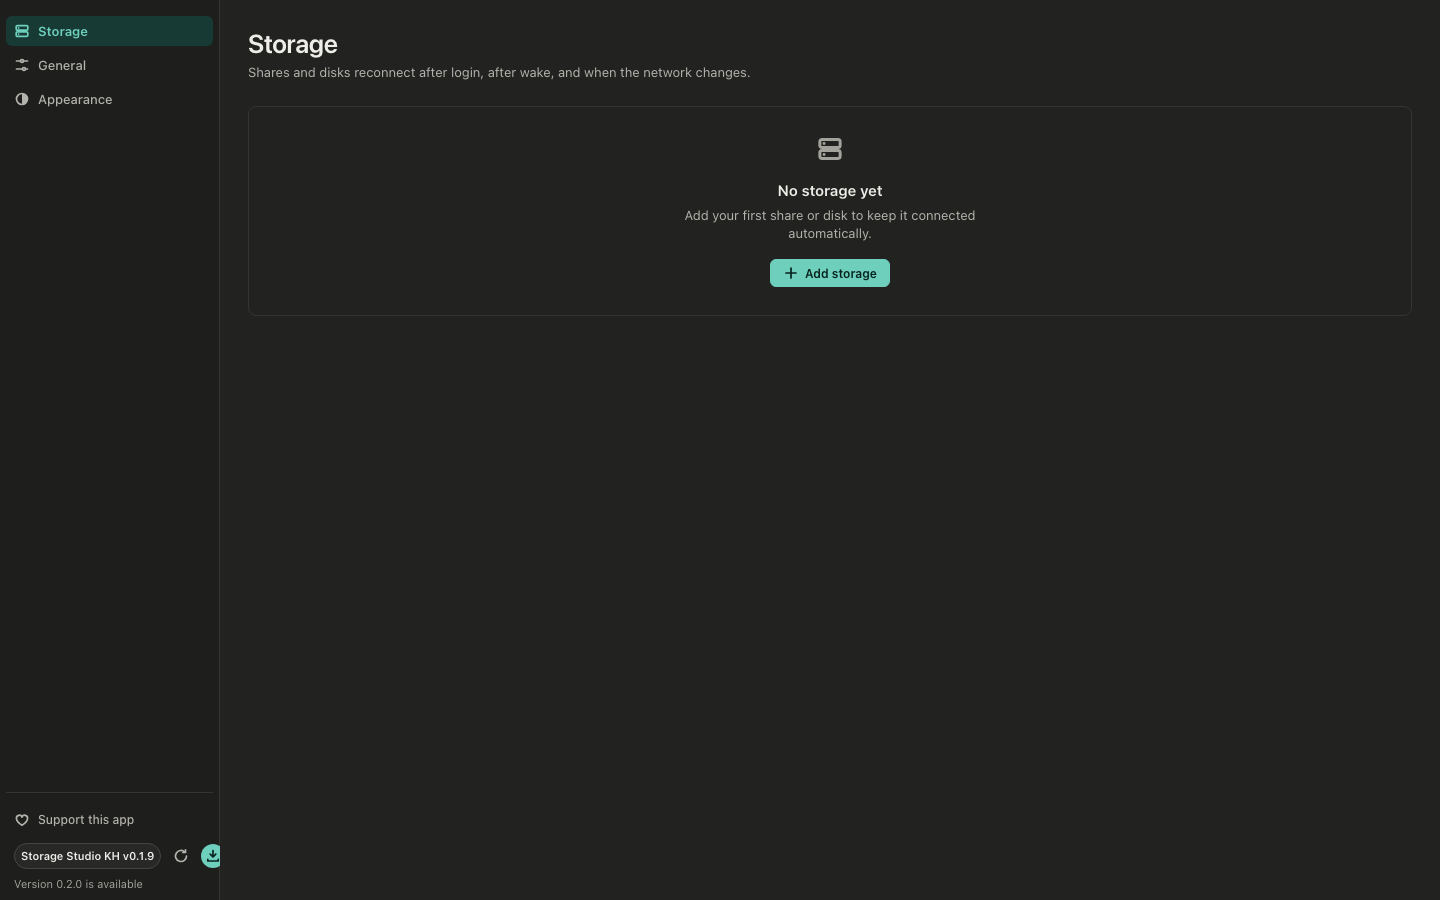 Storage
General
Appearance
Support this app
Storage Studio KH v0.1.9
Version 0.2.0 is available
Storage
Shares and disks reconnect after login, after wake, and when the network changes.
No storage yet
Add your first share or disk to keep it connected
automatically.
Add storage